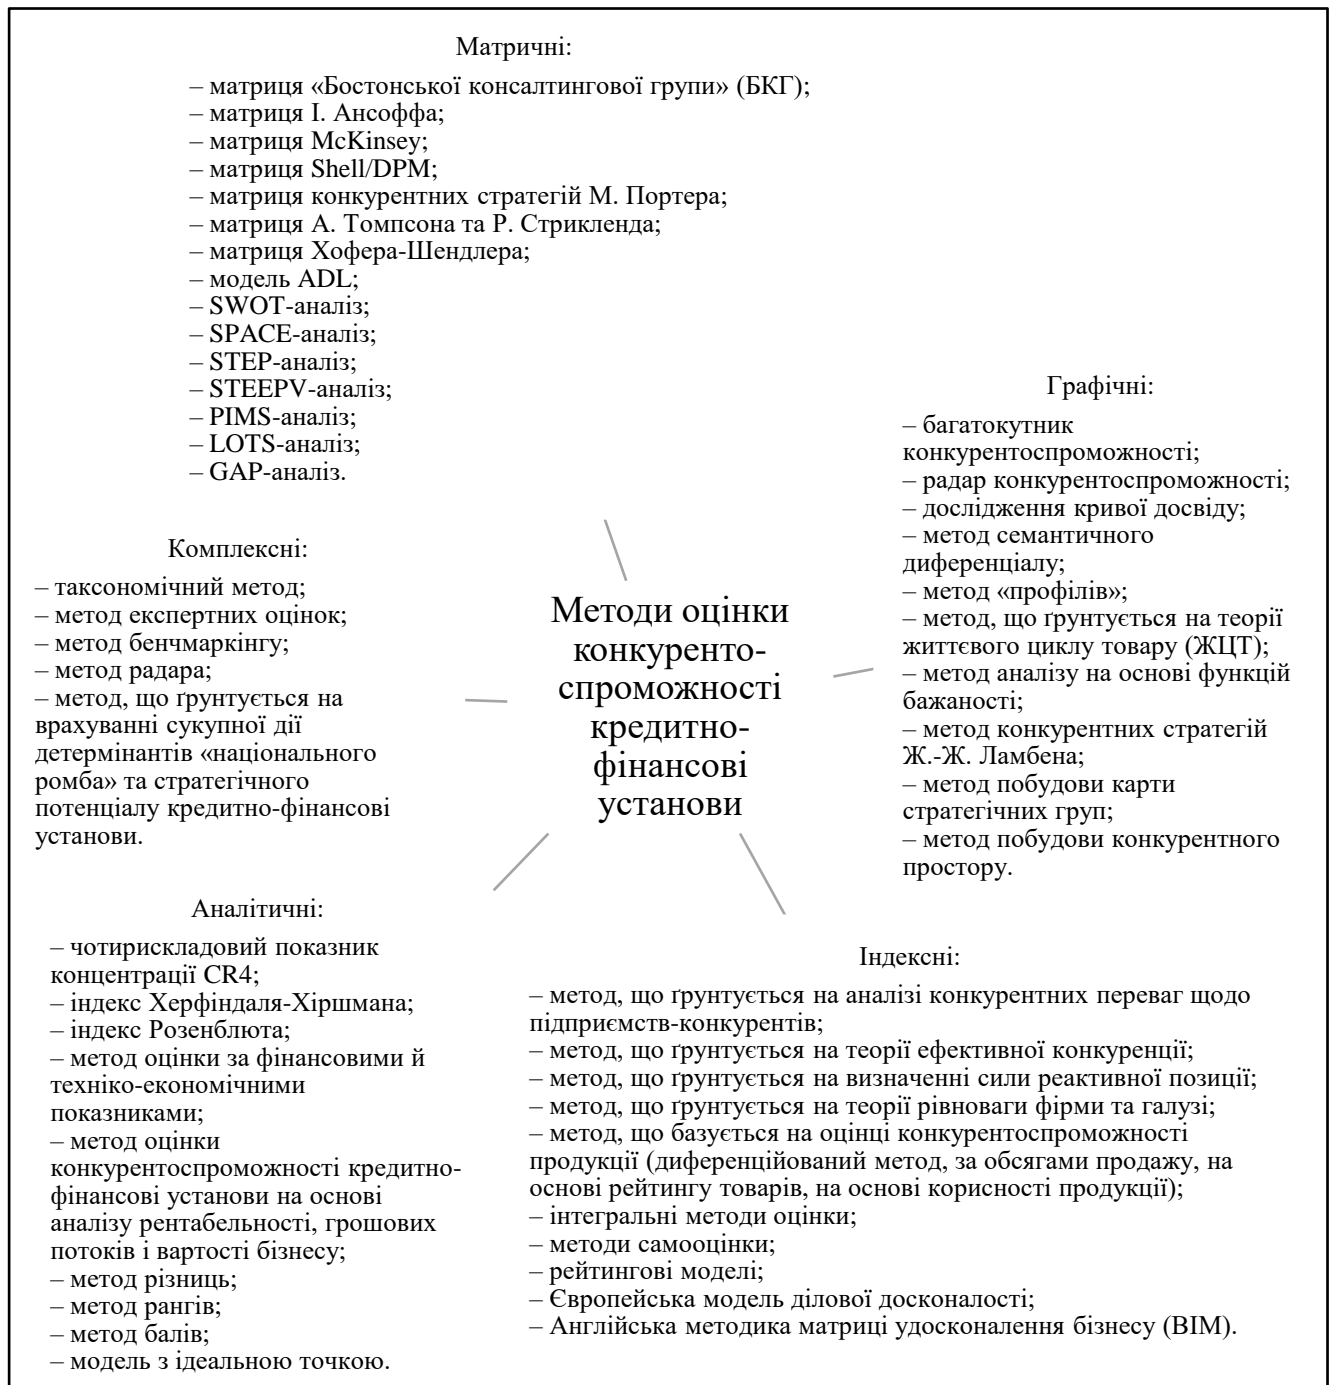 Матричні:
– матриця «Бостонської консалтингової групи» (БКГ);
– матриця І. Ансоффа;
– матриця McKinsey;
– матриця Shell/DPM;
– матриця конкурентних стратегій М. Портера;
– матриця А. Томпсона та Р. Стрикленда;
– матриця Хофера-Шендлера;
– модель ADL;
– SWOT-аналіз;
– SPACE-аналіз;
– STEP-аналіз;
– STEEPV-аналіз;
– PIMS-аналіз;
– LOTS-аналіз;
– GAP-аналіз.
Графічні:
– багатокутник
конкурентоспроможності;
– радар конкурентоспроможності;
– дослідження кривої досвіду;
– метод семантичного
диференціалу;
– метод «профілів»;
– метод, що ґрунтується на теорії
життєвого циклу товару (ЖЦТ);
– метод аналізу на основі функцій
бажаності;
– метод конкурентних стратегій
Ж.-Ж. Ламбена;
– метод побудови карти
стратегічних груп;
– метод побудови конкурентного
простору.
Комплексні:
– таксономічний метод;
– метод експертних оцінок;
– метод бенчмаркінгу;
– метод радара;
– метод, що ґрунтується на
врахуванні сукупної дії
детермінантів «національного
ромба» та стратегічного
потенціалу кредитно-фінансові
установи.
Методи оцінки
конкуренто-
спроможності
кредитно-
фінансові
установи
Аналітичні:
– чотирискладовий показник
концентрації CR4;
– індекс Херфіндаля-Хіршмана;
– індекс Розенблюта;
– метод оцінки за фінансовими й
техніко-економічними
показниками;
– метод оцінки
конкурентоспроможності кредитно-
фінансові установи на основі
аналізу рентабельності, грошових
потоків і вартості бізнесу;
– метод різниць;
– метод рангів;
– метод балів;
– модель з ідеальною точкою.
Індексні:
– метод, що ґрунтується на аналізі конкурентних переваг щодо
підприємств-конкурентів;
– метод, що ґрунтується на теорії ефективної конкуренції;
– метод, що ґрунтується на визначенні сили реактивної позиції;
– метод, що ґрунтується на теорії рівноваги фірми та галузі;
– метод, що базується на оцінці конкурентоспроможності
продукції (диференційований метод, за обсягами продажу, на
основі рейтингу товарів, на основі корисності продукції);
– інтегральні методи оцінки;
– методи самооцінки;
– рейтингові моделі;
– Європейська модель ділової досконалості;
– Англійська методика матриці удосконалення бізнесу (BIM).